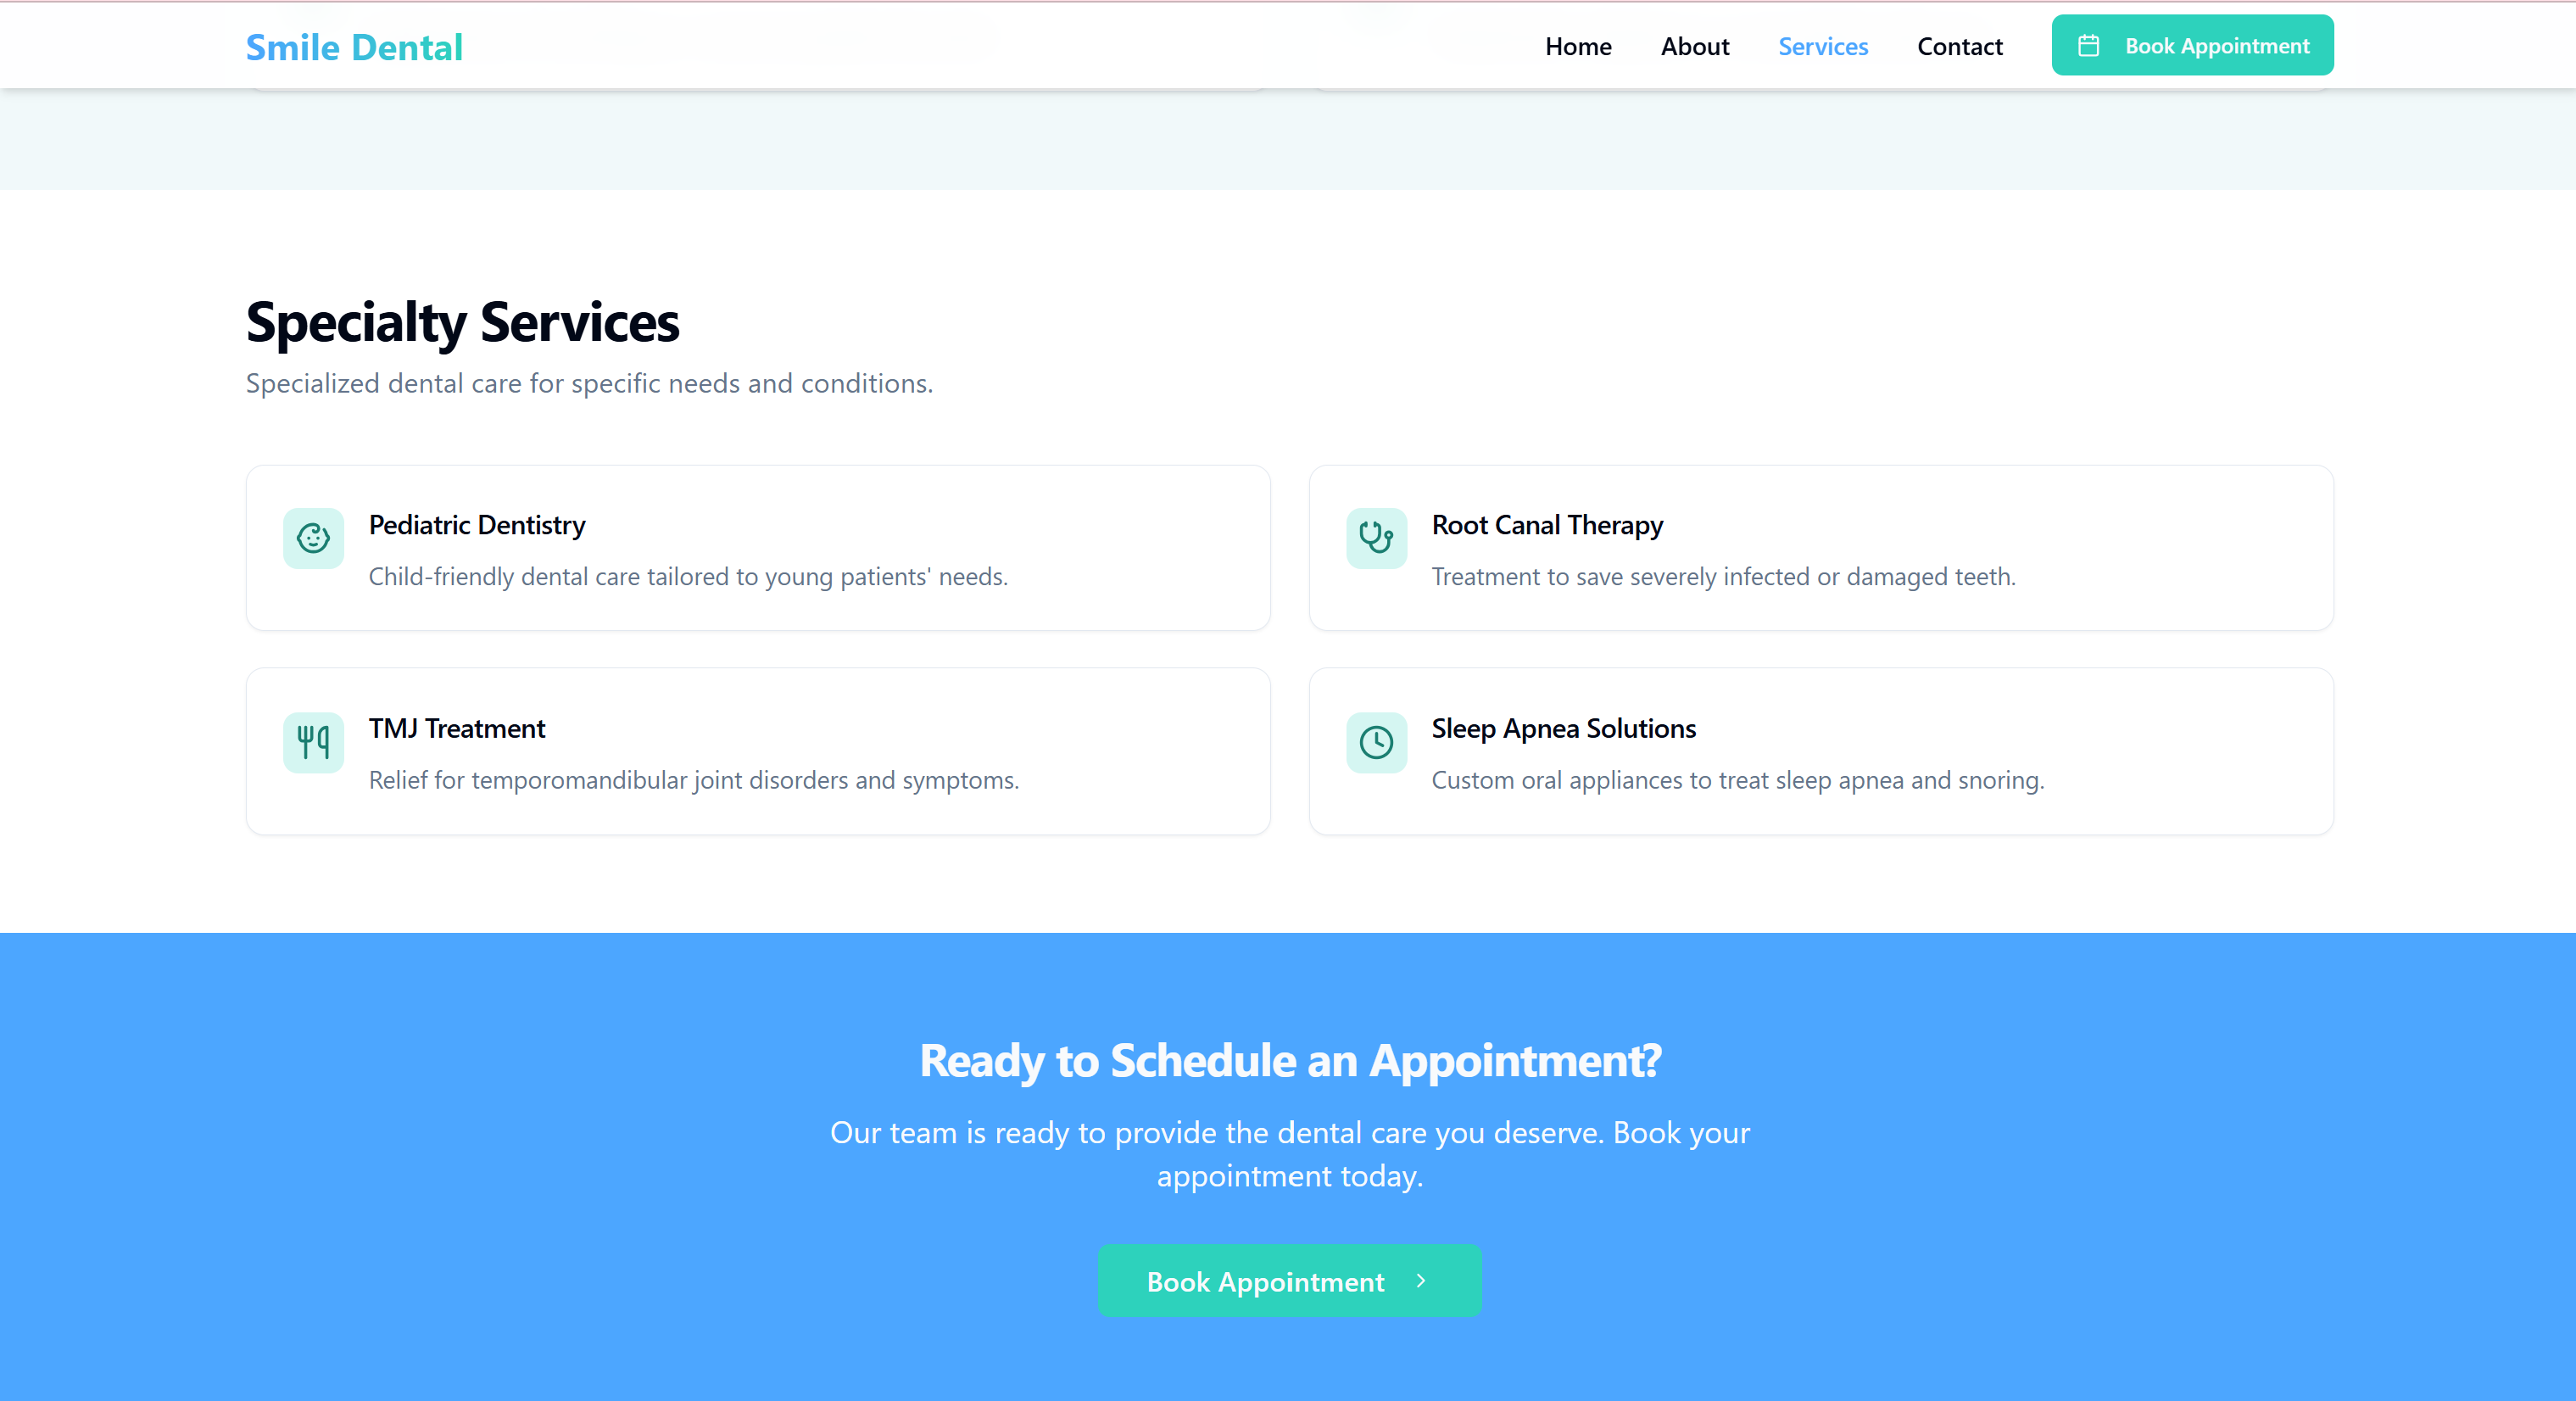 Smile Dental
Home
About
Services
Contact
Book Appointment
Specialty Services
Specialized dental care for specific needs and conditions.
Pediatric Dentistry
Child-friendly dental care tailored to young patients' needs.
Root Canal Therapy
Treatment to save severely infected or damaged teeth.
TMJ Treatment
Relief for temporomandibular joint disorders and symptoms.
Sleep Apnea Solutions
Custom oral appliances to treat sleep apnea and snoring.
Ready to Schedule an Appointment?
Our team is ready to provide the dental care you deserve. Book your
appointment today.
Book Appointment